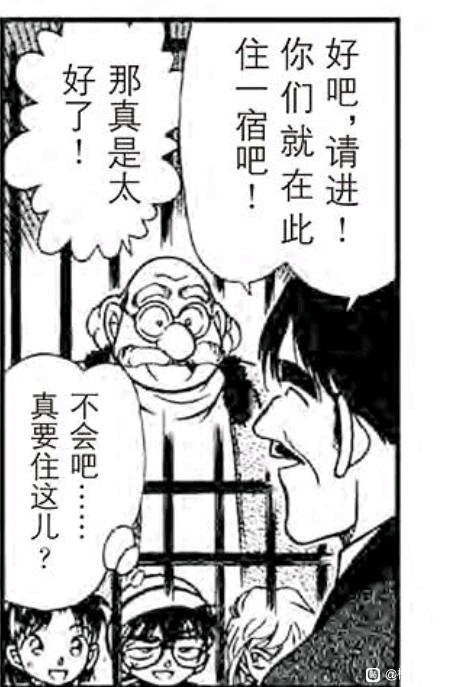 好吧，请进！
你们就在此
住一宿吧！
那真是太
好了！
不会吧……
真要住这儿？